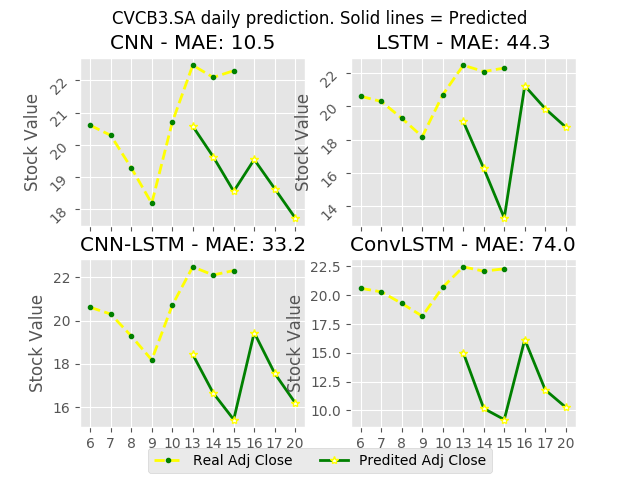 CVCB3.SA daily prediction. Solid lines = Predicted
CNN - MAE: 10.5
LSTM - MAE: 44.3
Stock Value
22
21
20
19
18
Stock Value
22
20
18
16
14
CNN-LSTM - MAE: 33.2
ConvLSTM - MAE: 74.0
Stock Value
22
20
18
16
6 7 8 9 10 13 14 15 16 17 20
Stock Value
22.5
20.0
17.5
15.0
12.5
10.0
6 7 8 9 10 13 14 15 16 17 20
Real Adj Close Predited Adj Close